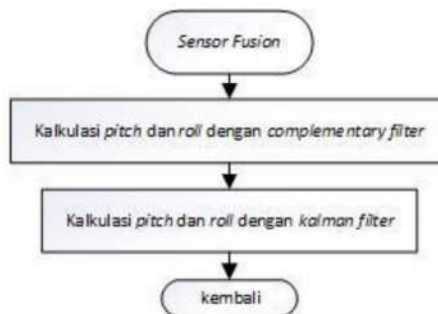 Sensor Fusion
Kalkulasi pitch dan roll dengan complementary filter
Kalkulasi pitch dan roll dengan kalman filter
kembali